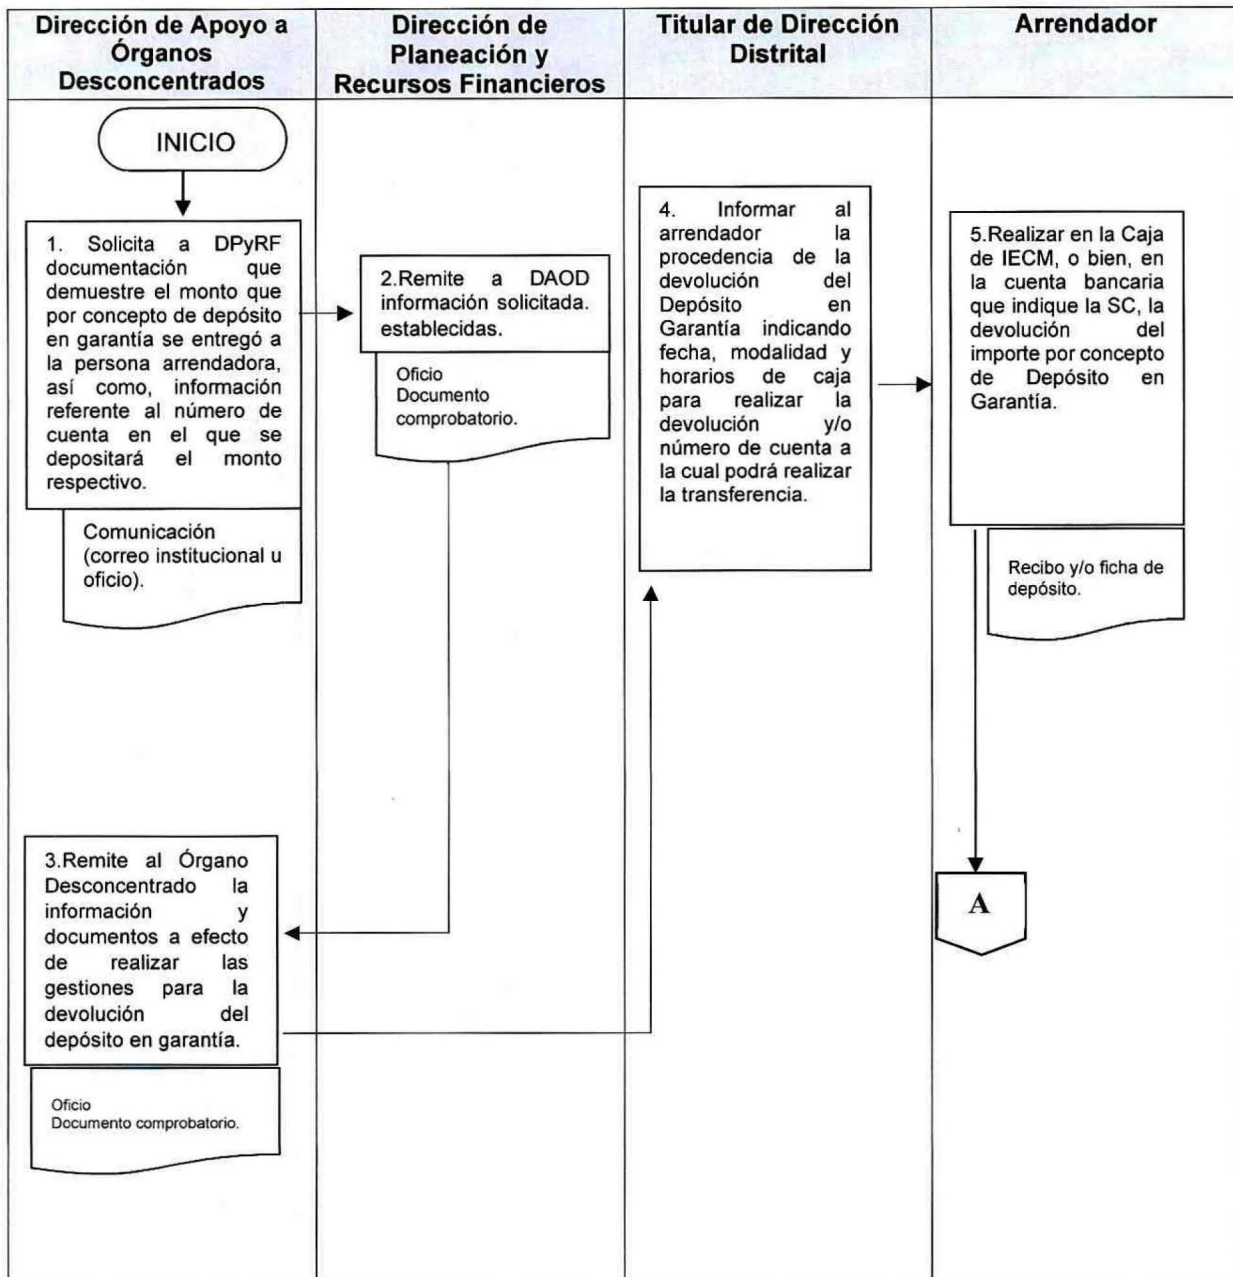 Dirección de Apoyo a
Órganos
Desconcentrados
Dirección de
Planeación y
Recursos Financieros
Titular de Dirección
Distrital
Arrendador
INICIO
1. Solicita a DPyRF
documentación que
demuestre el monto que
por concepto de depósito
en garantía se entregó a
la persona arrendadora,
así como, información
referente al número de
cuenta en el que se
depositará el monto
respectivo.
Comunicación
(correo institucional u
oficio).
2.Remite a DAOD
información solicitada.
establecidas.
Oficio
Documento
comprobatorio.
3.Remite al Órgano
Desconcentrado la
información y
documentos a efecto
de realizar las
gestiones para la
devolución del
depósito en garantía.
Oficio
Documento comprobatorio.
4. Informar al
arrendador la
procedencia de la
devolución del
Depósito en
Garantía indicando
fecha, modalidad y
horarios de caja
para realizar la
devolución y/o
número de cuenta a
la cual podrá realizar
la transferencia.
5.Realizar en la Caja
de IECM, o bien, en
la cuenta bancaria
que indique la SC, la
devolución del
importe por concepto
de Depósito en
Garantía.
Recibo y/o ficha de
depósito.
A